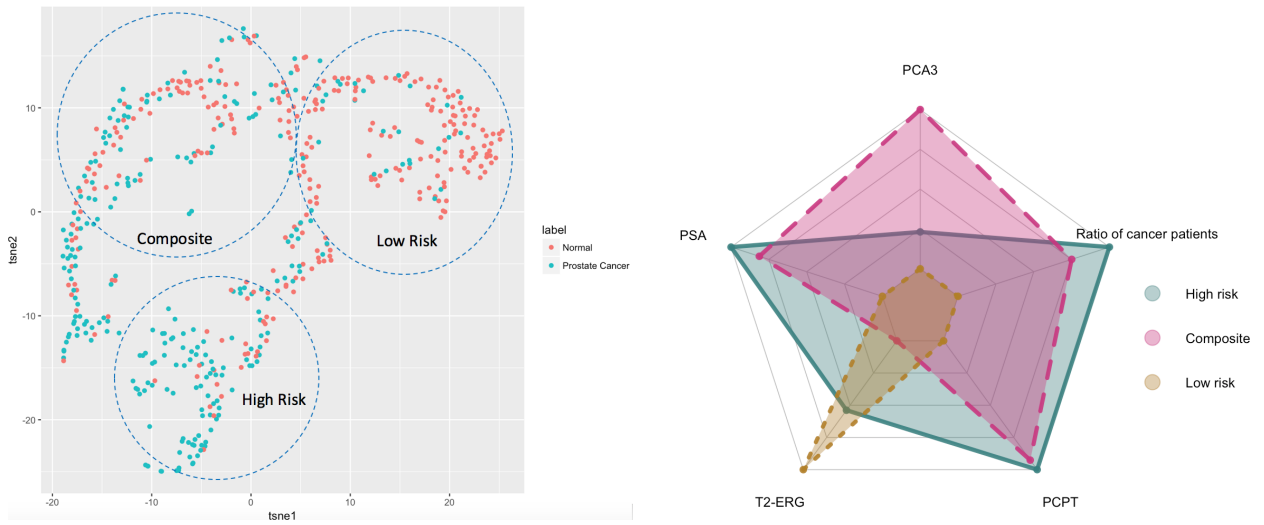 10
0
-10
-20
tsne2
-20
-10
0
10
20
tsne1
Composite
Low Risk
High Risk
label
Normal
Prostate Cancer
PCA3
PSA
Ratio of cancer patients
T2-ERG
PCPT
High risk
Composite
Low risk